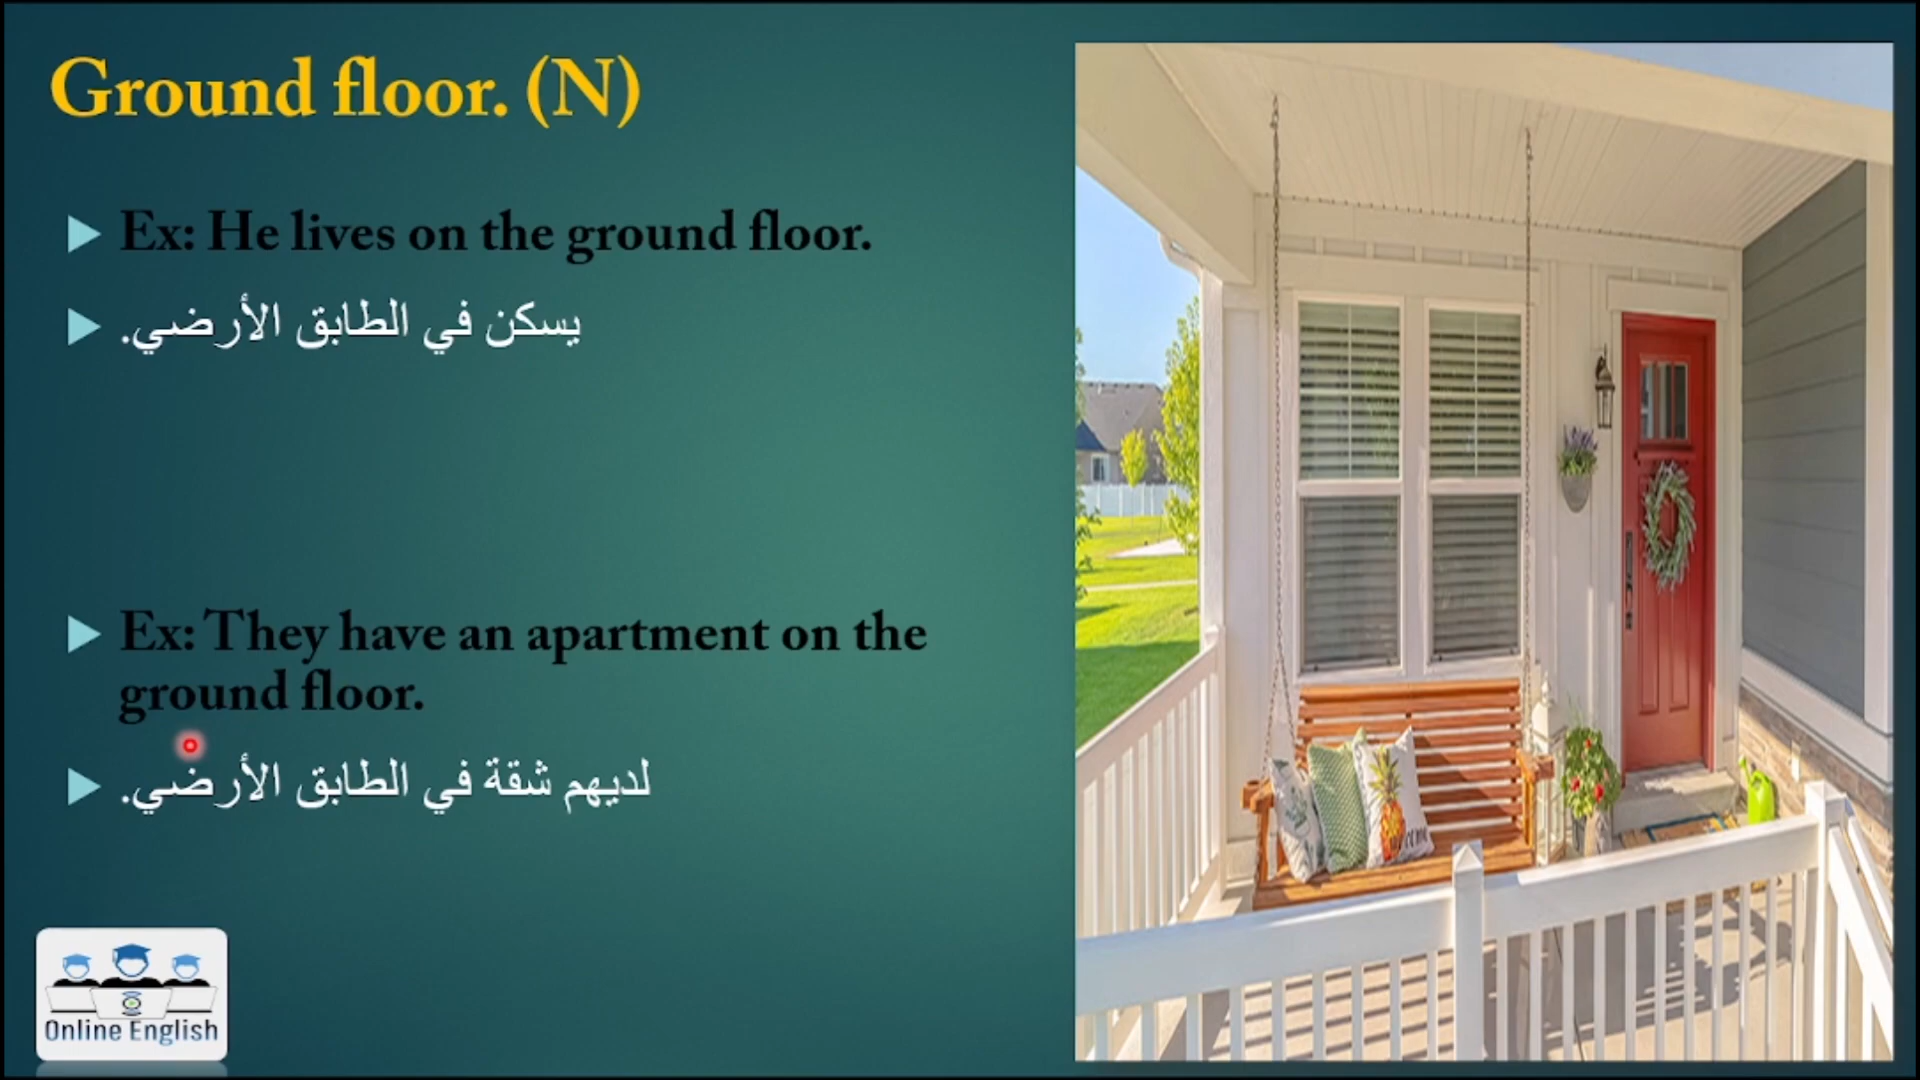 Ground floor. (N)
Ex: He lives on the ground floor.
يسكن في الطابق الأرضي.
Ex: They have an apartment on the
ground floor.
لديهم شقة في الطابق الأرضي.
Online English